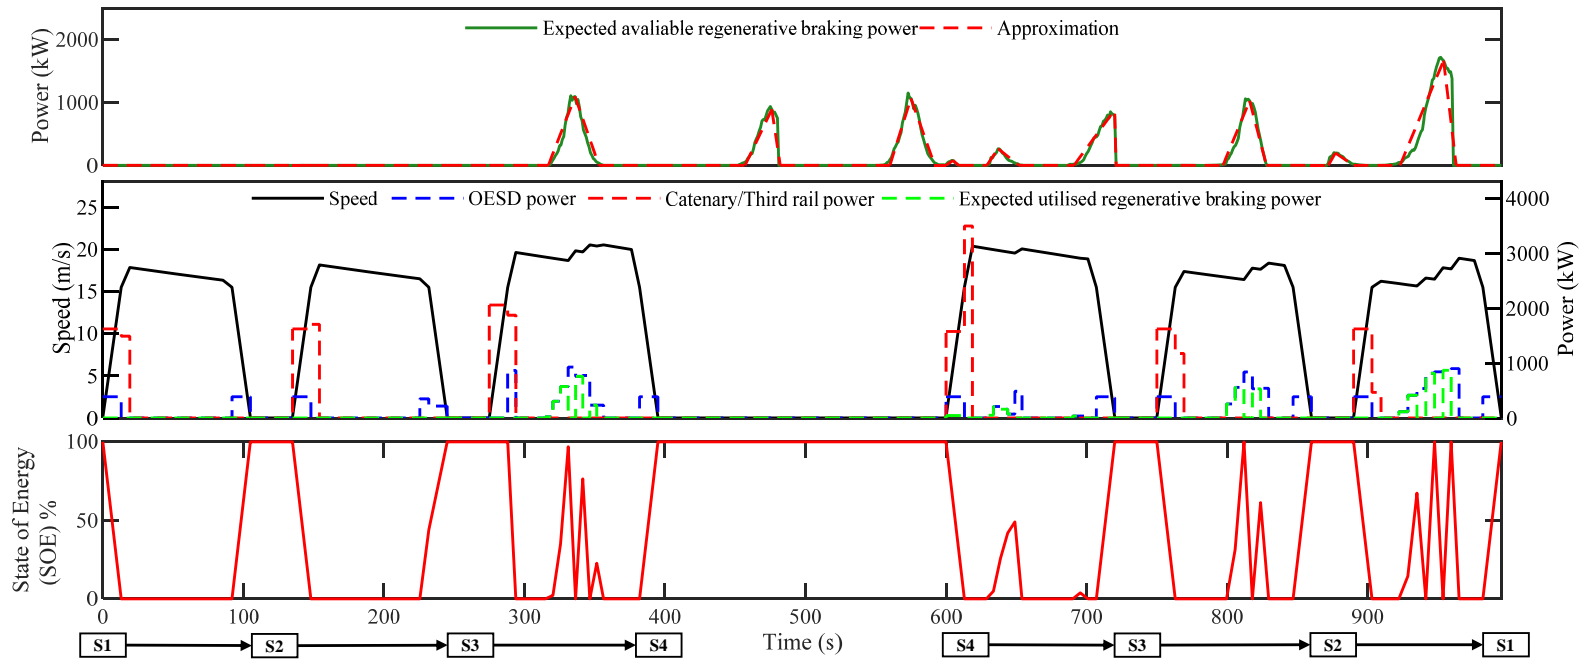 Expected avaliable regenerative braking power Approximation
Power (kW)
2000
1000
0
Speed OESD power Catenary/Third rail power Expected utilised regenerative braking power
Speed (m/s)
25
20
15
10
5
0
4000
3000
2000
1000
0
Power (kW)
State of Energy
(SOE) %
100
50
0
0 100 200 300 400 500 600 700 800 900
Time (s)
S1 S2 S3 S4 S4 S3 S2 S1